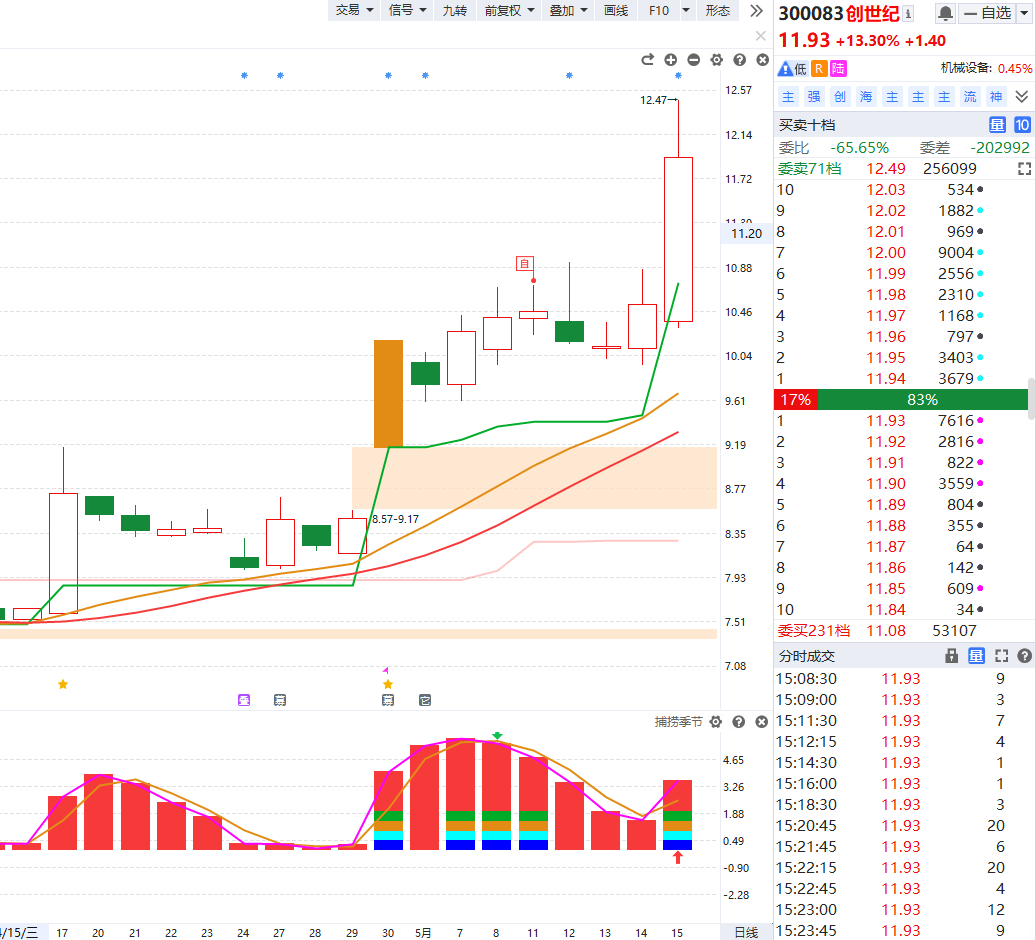 交易 信号 九转 前复权 叠加 画线 F10 形态
12.57
12.14
11.72
11.30
11.20
10.88
10.46
10.04
9.61
9.19
8.77
8.35
7.93
7.51
7.08
12.47
自
8.57-9.17
捕捞季节
4.65
3.26
1.88
0.49
-0.90
-2.28
4/15/三 17 20 21 22 23 24 27 28 29 30 5月 7 8 11 12 13 14 15 日线
300083 创世纪 自选
11.93 +13.30% +1.40
低 R 陆 机械设备: 0.45%
主 强 创 海 主 主 主 流 神
买卖十档 量 10
委比 -65.65% 委差 -202992
委卖71档 12.49 256099
10 12.03 534
9 12.02 1882
8 12.01 969
7 12.00 9004
6 11.99 2556
5 11.98 2310
4 11.97 1168
3 11.96 797
2 11.95 3403
1 11.94 3679
17% 83%
1 11.93 7616
2 11.92 2816
3 11.91 822
4 11.90 3559
5 11.89 804
6 11.88 355
7 11.87 64
8 11.86 142
9 11.85 609
10 11.84 34
委买231档 11.08 53107
分时成交 量
15:08:30 11.93 9
15:09:00 11.93 3
15:11:30 11.93 7
15:12:15 11.93 4
15:14:30 11.93 1
15:16:00 11.93 1
15:18:30 11.93 3
15:20:45 11.93 20
15:21:45 11.93 6
15:22:15 11.93 20
15:22:45 11.93 4
15:23:00 11.93 12
15:23:45 11.93 9